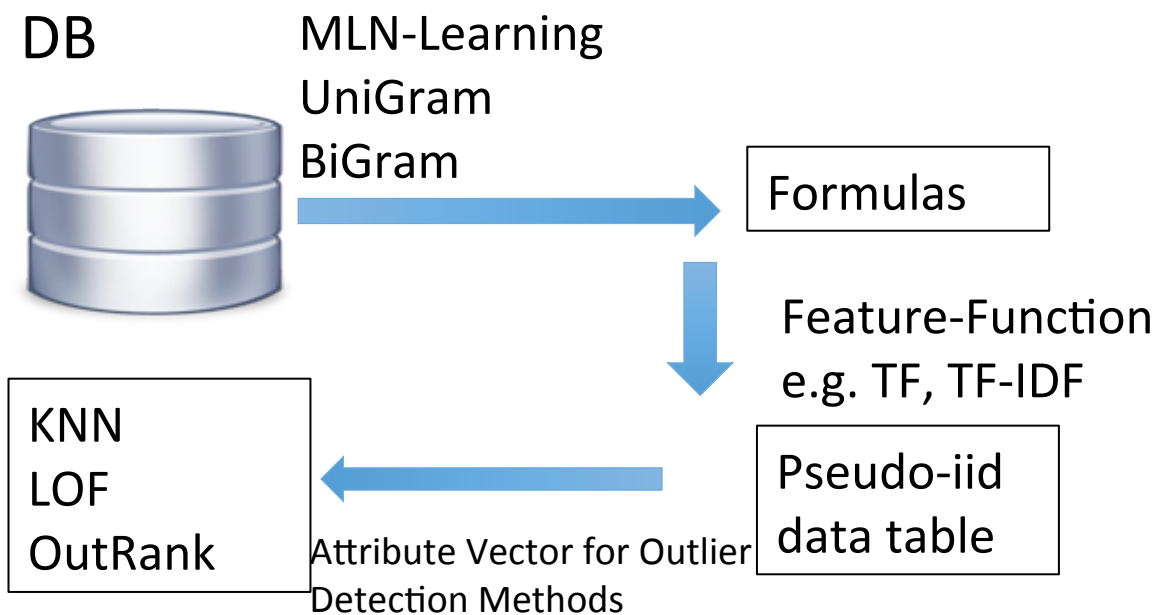 DB
MLN-Learning
UniGram
BiGram
Formulas
Feature-Function
e.g. TF, TF-IDF
Pseudo-iid
data table
Attribute Vector for Outlier
Detection Methods
KNN
LOF
OutRank